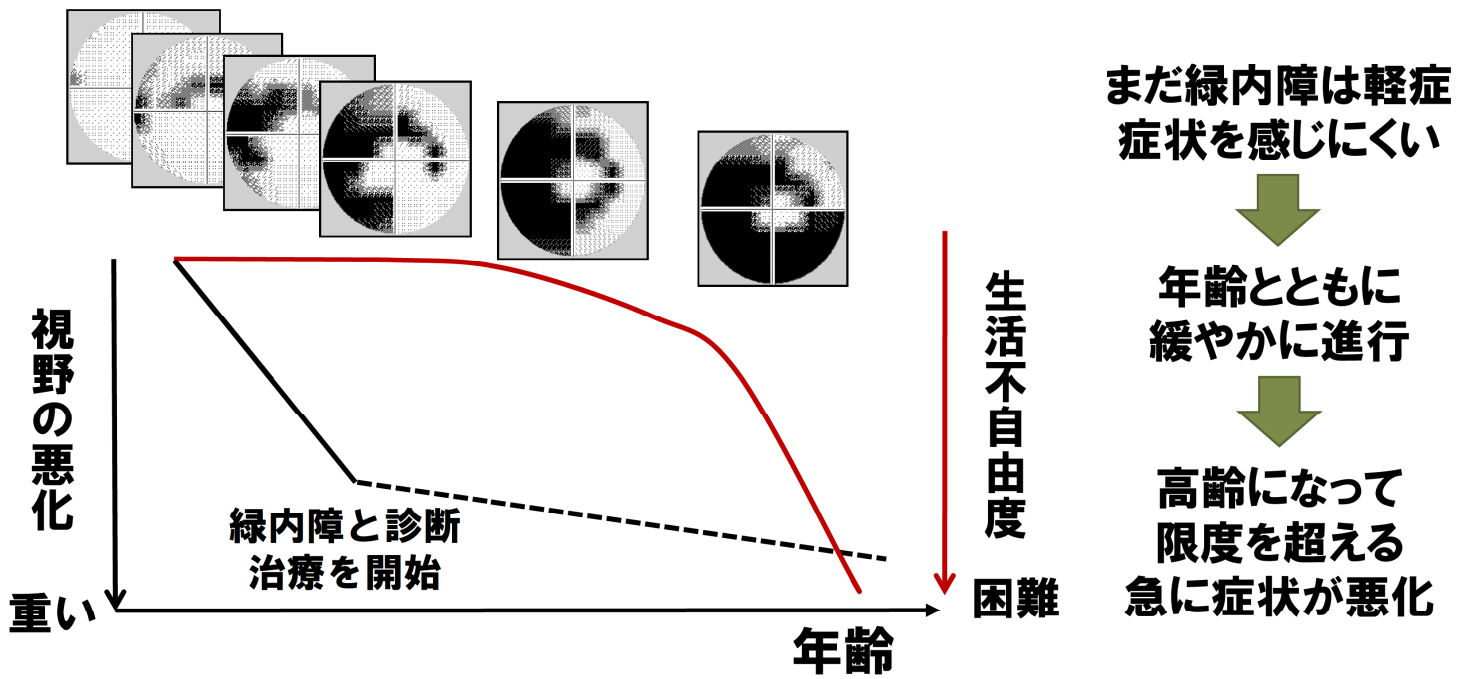 まだ緑内障は軽症
症状を感じにくい
年齢とともに
緩やかに進行
高齢になって
限度を超える
急に症状が悪化
視野の悪化
重い
緑内障と診断
治療を開始
年齢
生活不自由度
困難